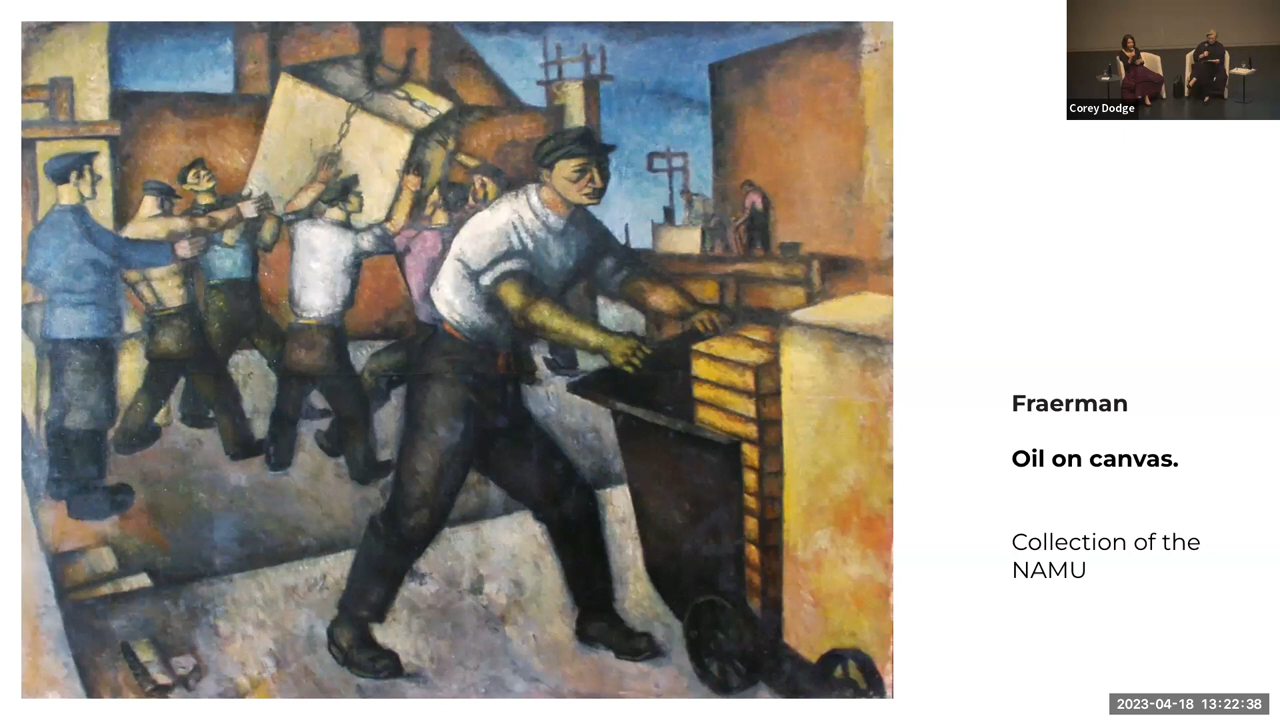 Corey Dodge
Fraerman
Oil on canvas.
Collection of the
NAMU
2023-04-18 13:22:38